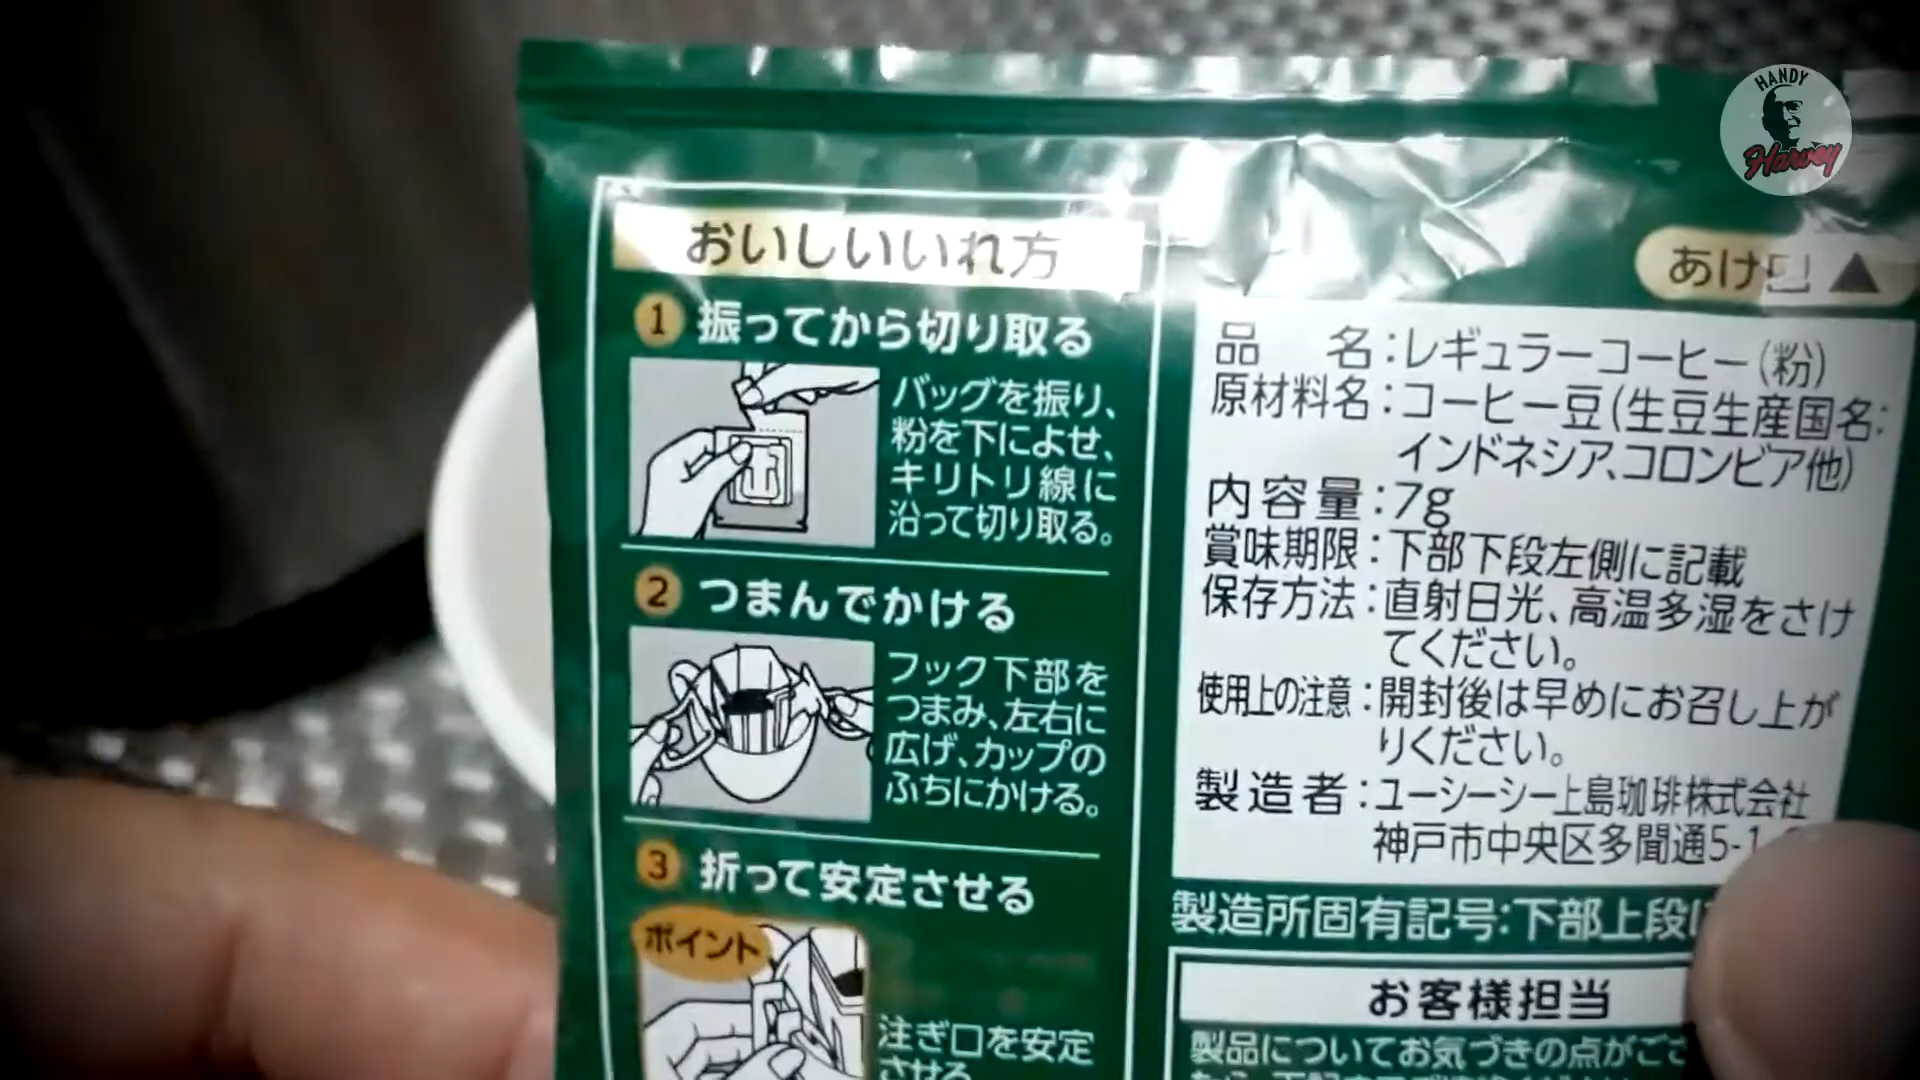 HANDY
Harvey
おいしいいれ方
1 振ってから切り取る
バッグを振り、
粉を下によせ、
キリトリ線に
沿って切り取る。
2 つまんでかける
フック下部を
つまみ、左右に
広げ、カップの
ふちにかける。
3 折って安定させる
ポイント
注ぎ口を安定
させる
あけ口▲
品名:レギュラーコーヒー(粉)
原材料名:コーヒー豆(生豆生産国名:
インドネシア、コロンビア他)
内容量:7g
賞味期限:下部下段左側に記載
保存方法:直射日光、高温多湿をさけ
てください。
使用上の注意:開封後は早めにお召し上が
りください。
製造者:ユーシーシー上島珈琲株式会社
神戸市中央区多聞通5-1
製造所固有記号:下部上段に
お客様担当
製品についてお気づきの点がござ